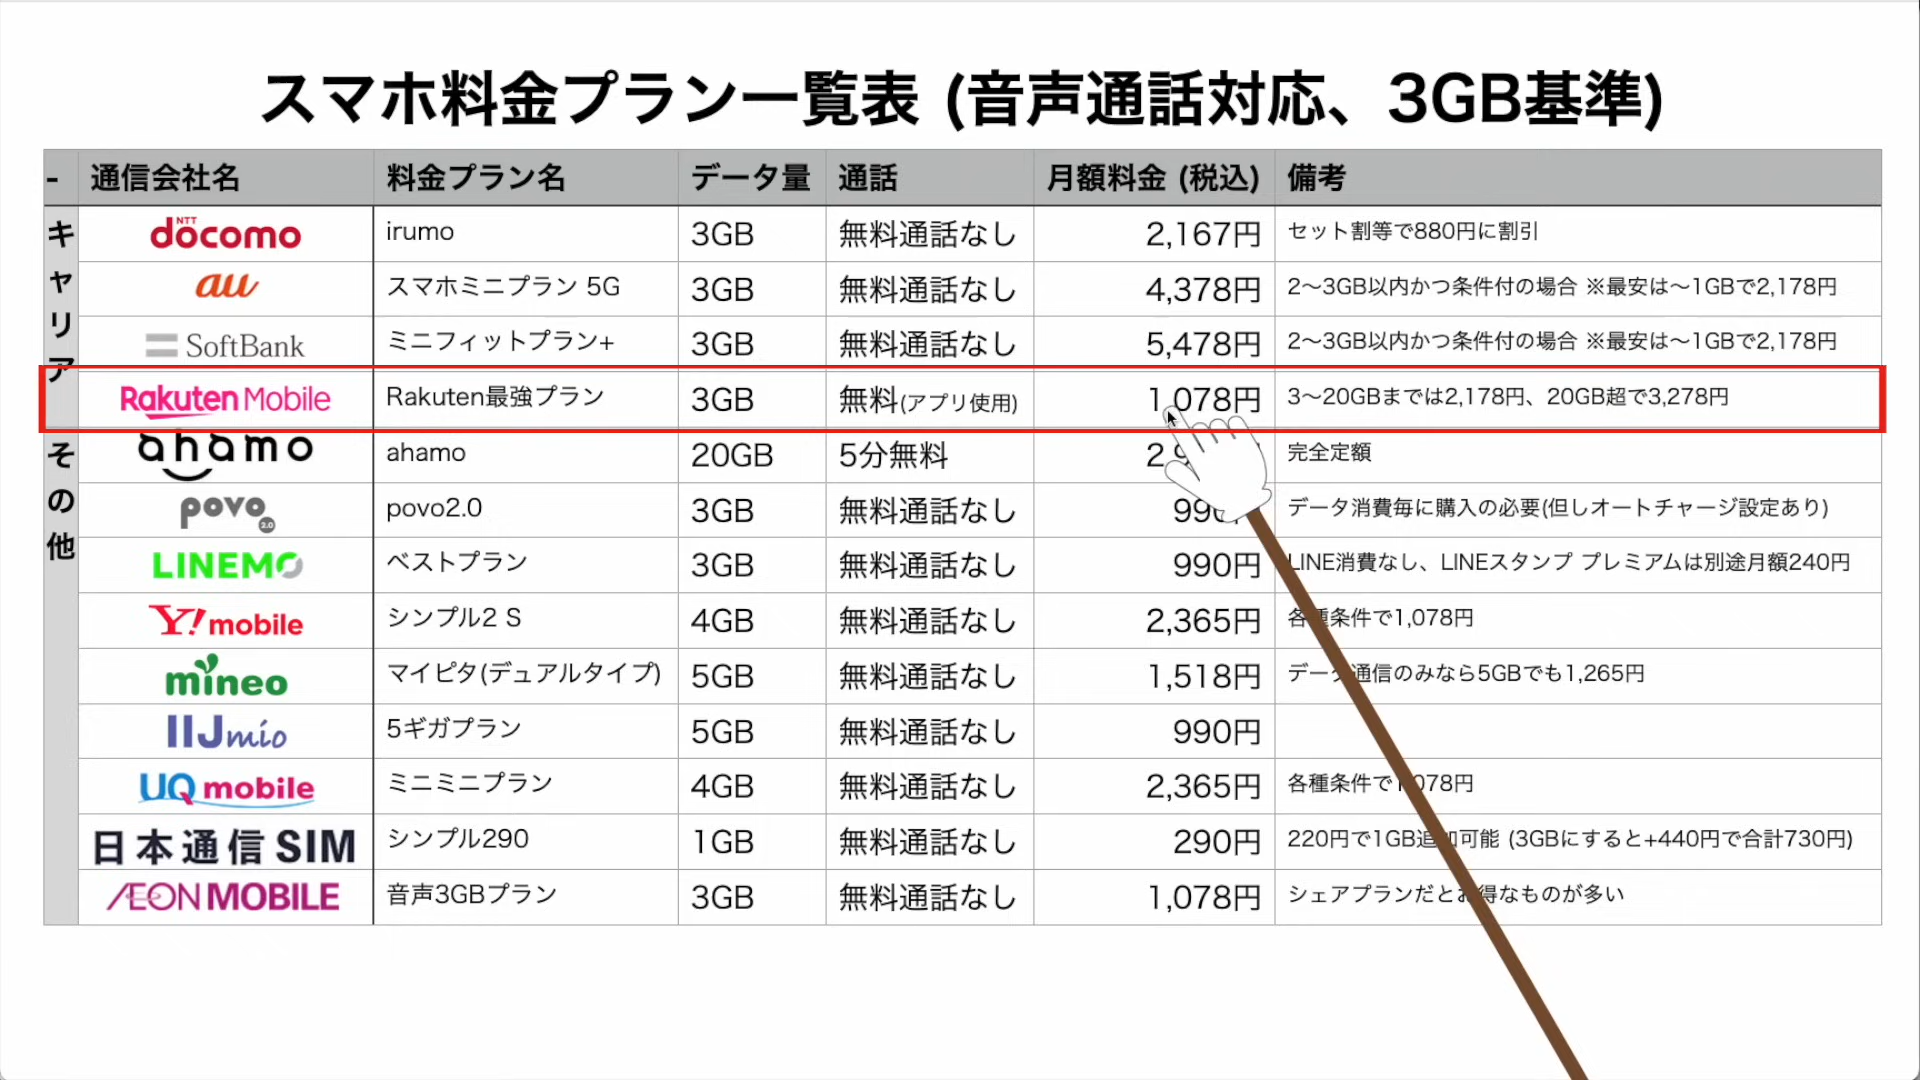 スマホ料金プラン一覧表 (音声通話対応、3GB基準)
- 通信会社名 料金プラン名 データ量 通話 月額料金 (税込) 備考
キャリア
NTT docomo irumo 3GB 無料通話なし 2,167円 セット割等で880円に割引
au スマホミニプラン 5G 3GB 無料通話なし 4,378円 2〜3GB以内かつ条件付の場合 ※最安は〜1GBで2,178円
SoftBank ミニフィットプラン+ 3GB 無料通話なし 5,478円 2〜3GB以内かつ条件付の場合 ※最安は〜1GBで2,178円
Rakuten Mobile Rakuten最強プラン 3GB 無料(アプリ使用) 1,078円 3〜20GBまでは2,178円、20GB超で3,278円
その他
ahamo ahamo 20GB 5分無料 完全定額
povo2.0 povo2.0 3GB 無料通話なし データ消費毎に購入の必要(但しオートチャージ設定あり)
LINEMO ベストプラン 3GB 無料通話なし 990円 LINE消費なし、LINEスタンプ プレミアムは別途月額240円
Y!mobile シンプル2 S 4GB 無料通話なし 2,365円 各種条件で1,078円
mineo マイピタ(デュアルタイプ) 5GB 無料通話なし 1,518円 データ通信のみなら5GBでも1,265円
IIJmio 5ギガプラン 5GB 無料通話なし 990円
UQ mobile ミニミニプラン 4GB 無料通話なし 2,365円 各種条件で1,078円
日本通信SIM シンプル290 1GB 無料通話なし 290円 220円で1GB追加可能 (3GBにすると+440円で合計730円)
ÆON MOBILE 音声3GBプラン 3GB 無料通話なし 1,078円 シェアプランだとお得なものが多い